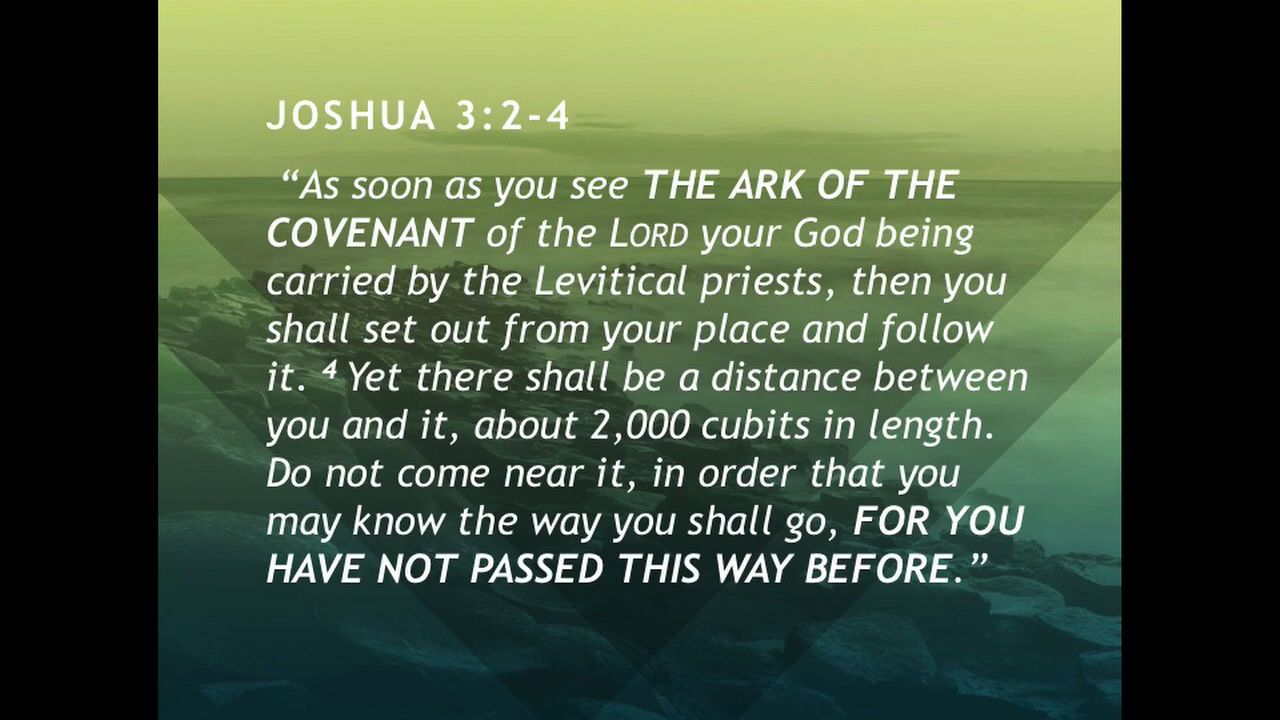 JOSHUA 3:2-4
“As soon as you see THE ARK OF THE
COVENANT of the LORD your God being
carried by the Levitical priests, then you
shall set out from your place and follow
it. ⁴ Yet there shall be a distance between
you and it, about 2,000 cubits in length.
Do not come near it, in order that you
may know the way you shall go, FOR YOU
HAVE NOT PASSED THIS WAY BEFORE.”